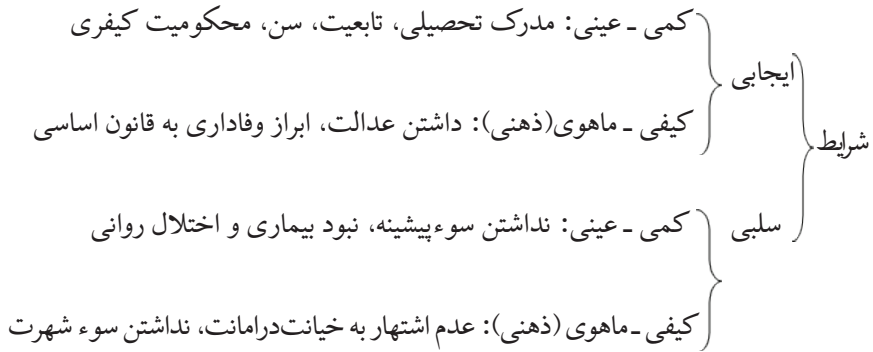 کمی ـ عینی: مدرک تحصیلی، تابعیت، سن، محکومیت کیفری
ایجابی
کیفی ـ ماهوی(ذهنی): داشتن عدالت، ابراز وفاداری به قانون اساسی
شرایط
سلبی
کمی ـ عینی: نداشتن سوءپیشینه، نبود بیماری و اختلال روانی
کیفی ـ ماهوی (ذهنی): عدم اشتهار به خیانت‌درامانت، نداشتن سوء شهرت